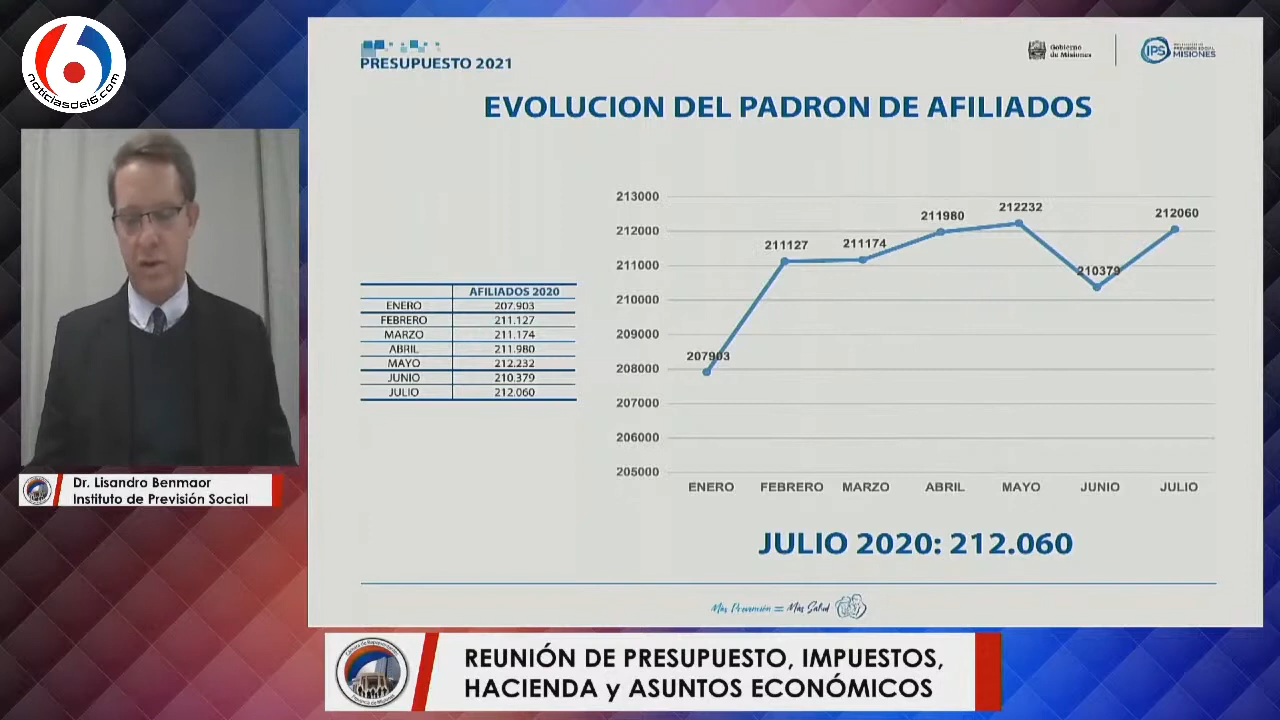 noticiasdel6.com
PRESUPUESTO 2021
Gobierno
de Misiones
IPS
MISIONES
EVOLUCION DEL PADRON DE AFILIADOS
AFILIADOS 2020
ENERO 207.903
FEBRERO 211.127
MARZO 211.174
ABRIL 211.980
MAYO 212.232
JUNIO 210.379
JULIO 212.060
213000
212000
211000
210000
209000
208000
207000
206000
205000
207903
211127
211174
211980
212232
210379
212060
ENERO FEBRERO MARZO ABRIL MAYO JUNIO JULIO
JULIO 2020: 212.060
Más Prevención = Más Salud
Dr. Lisandro Benmaor
Instituto de Previsión Social
REUNIÓN DE PRESUPUESTO, IMPUESTOS,
HACIENDA y ASUNTOS ECONÓMICOS